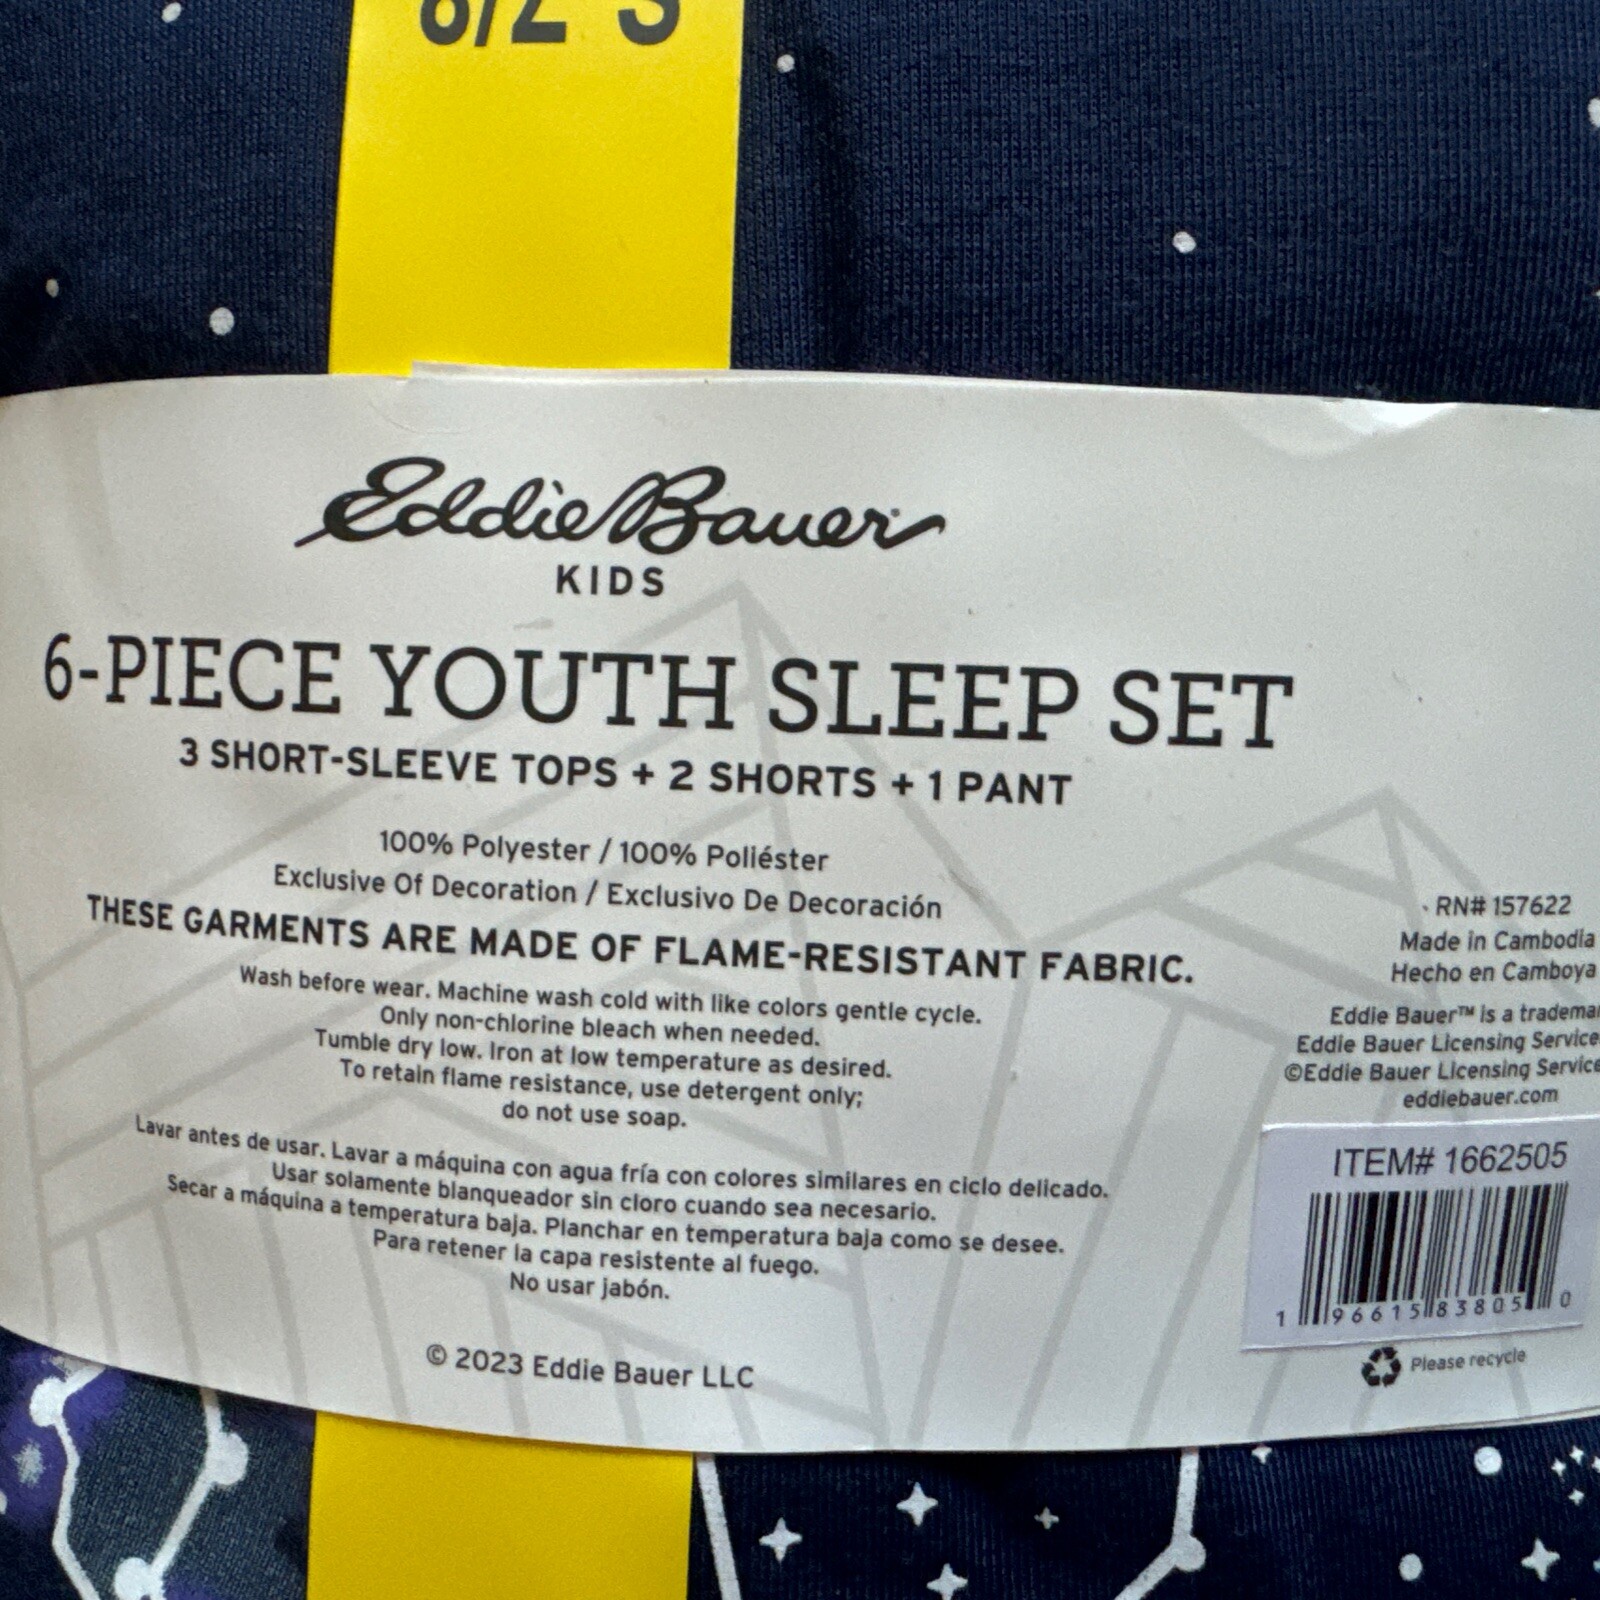 Eddie Bauer
KIDS
6-PIECE YOUTH SLEEP SET
3 SHORT-SLEEVE TOPS + 2 SHORTS + 1 PANT
100% Polyester / 100% Poliéster
Exclusive Of Decoration / Exclusivo De Decoración
THESE GARMENTS ARE MADE OF FLAME-RESISTANT FABRIC.
Wash before wear. Machine wash cold with like colors gentle cycle.
Only non-chlorine bleach when needed.
Tumble dry low. Iron at low temperature as desired.
To retain flame resistance, use detergent only;
do not use soap.
Lavar antes de usar. Lavar a máquina con agua fría con colores similares en ciclo delicado.
Usar solamente blanqueador sin cloro cuando sea necesario.
Secar a máquina a temperatura baja. Planchar en temperatura baja como se desee.
Para retener la capa resistente al fuego.
No usar jabón.
© 2023 Eddie Bauer LLC
RN# 157622
Made in Cambodia
Hecho en Camboya
Eddie Bauer™ is a
Eddie Bauer Licensing
©Eddie Bauer Licensing
eddiebauer.com
ITEM# 1662505
1 96615 83805 0
Please recycle